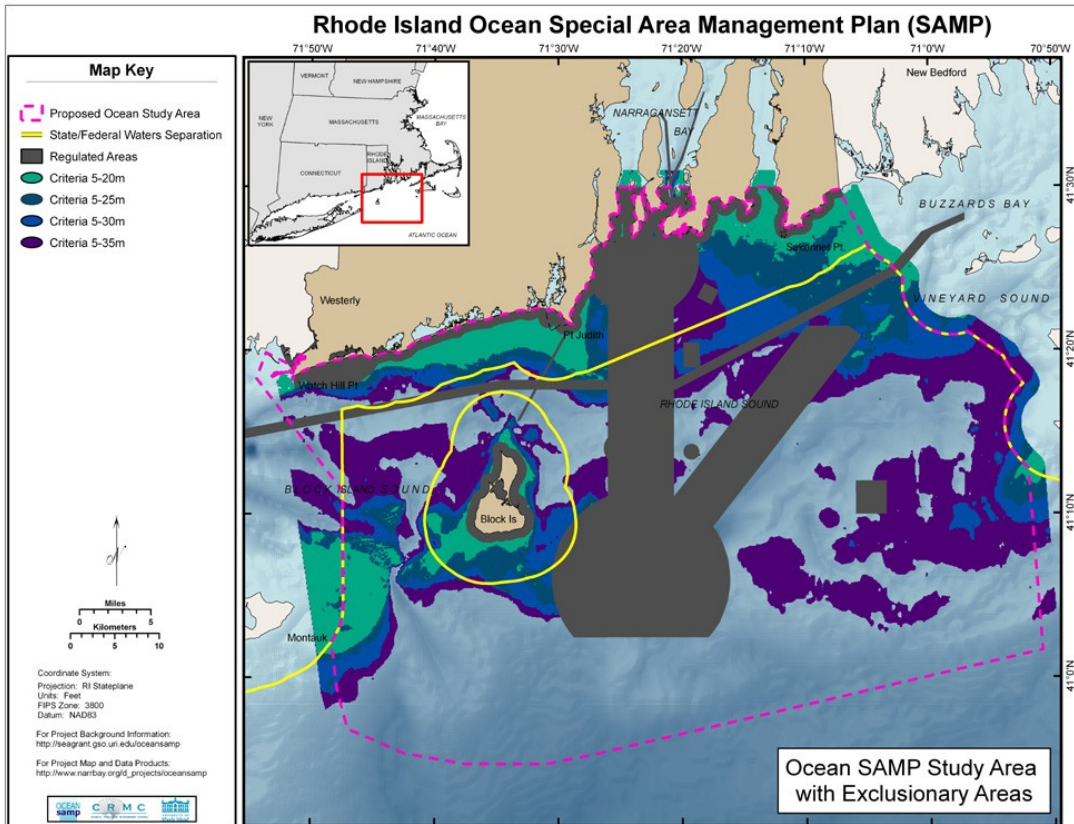 Rhode Island Ocean Special Area Management Plan (SAMP)
71°50'W 71°40'W 71°30'W 71°20'W 71°10'W 71°0'W 70°50'W
Map Key
Proposed Ocean Study Area
State/Federal Waters Separation
Regulated Areas
Criteria 5-20m
Criteria 5-25m
Criteria 5-30m
Criteria 5-35m
Miles
5 0 5
Kilometers
10 5 0 10
Coordinate System:
Projection: RI Stateplane
Units: Feet
FIPS Zone: 3800
Datum: NAD83
For Project Background Information:
http://seagrant.gso.uri.edu/oceansamp
For Project Map and Data Products:
http://www.narrbay.org/d_projects/oceansamp
OCEAN
samp
CRMC
VERMONT
NEW HAMPSHIRE
NEW
YORK
MASSACHUSETTS
MASSACHUSETTS
BAY
CONNECTICUT
RHODE
ISLAND
ATLANTIC OCEAN
NARRAGANSETT
BAY
New Bedford
BUZZARDS BAY
Sakonnet Pt.
VINEYARD SOUND
Westerly
Pt Judith
Watch Hill Pt
RHODE ISLAND SOUND
BLOCK ISLAND SOUND
Block Is
Montauk
41°30'N
41°20'N
41°10'N
41°0'N
Ocean SAMP Study Area
with Exclusionary Areas